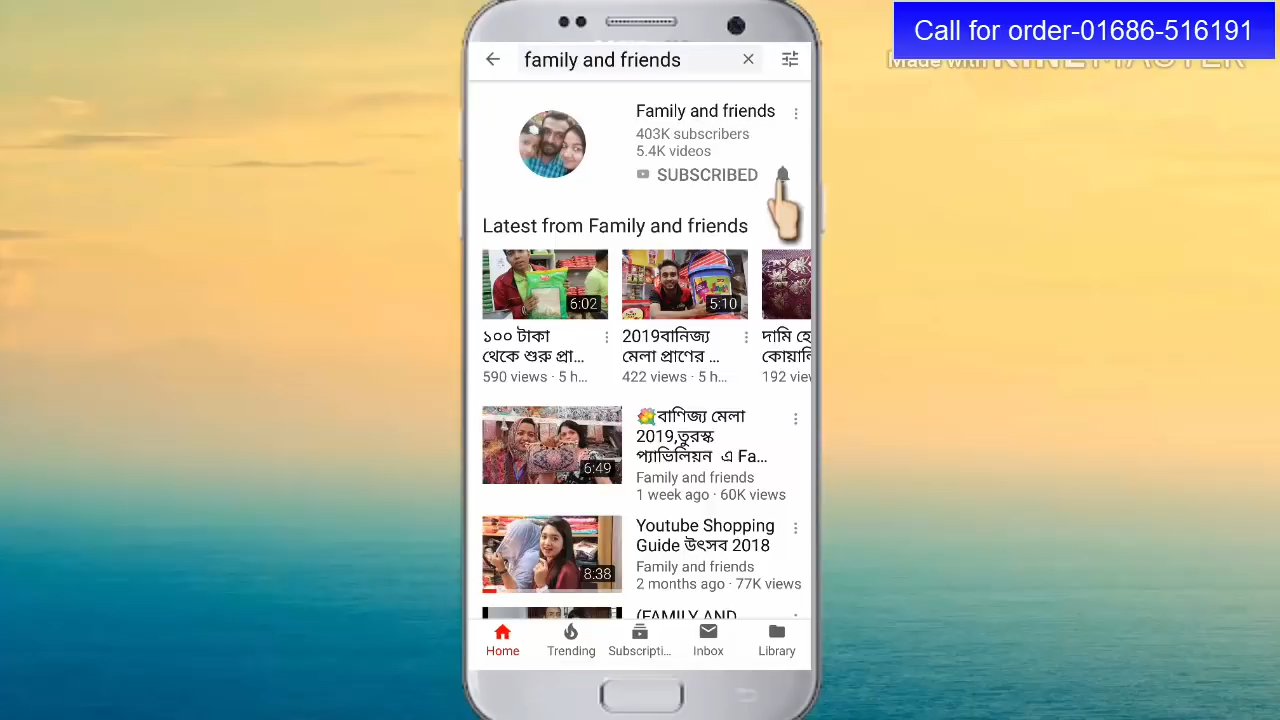 Call for order-01686-516191
Made with KINEMASTER
family and friends
Family and friends
403K subscribers
5.4K videos
SUBSCRIBED
Latest from Family and friends
6:02
5:10
১০০ টাকা
থেকে শুরু প্রা...
590 views · 5 h...
2019বানিজ্য
মেলা প্রাণের ...
422 views · 5 h...
দামি হে
কোয়ালি
192 view
6:49
বাণিজ্য মেলা
2019,তুরস্ক
প্যাভিলিয়ন এ Fa...
Family and friends
1 week ago · 60K views
8:38
Youtube Shopping
Guide উৎসব 2018
Family and friends
2 months ago · 77K views
(FAMILY AND
Home
Trending
Subscripti...
Inbox
Library